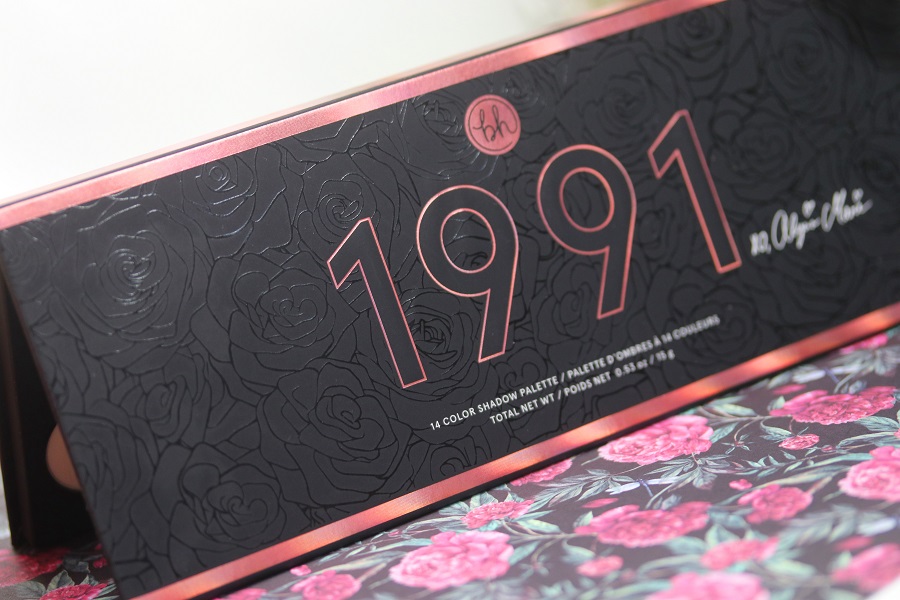 bh
1991
xo, Alycia Marie
14 COLOR SHADOW PALETTE / PALETTE D'OMBRES À 14 COULEURS
TOTAL NET WT / POIDS NET 0.53 oz / 15 g